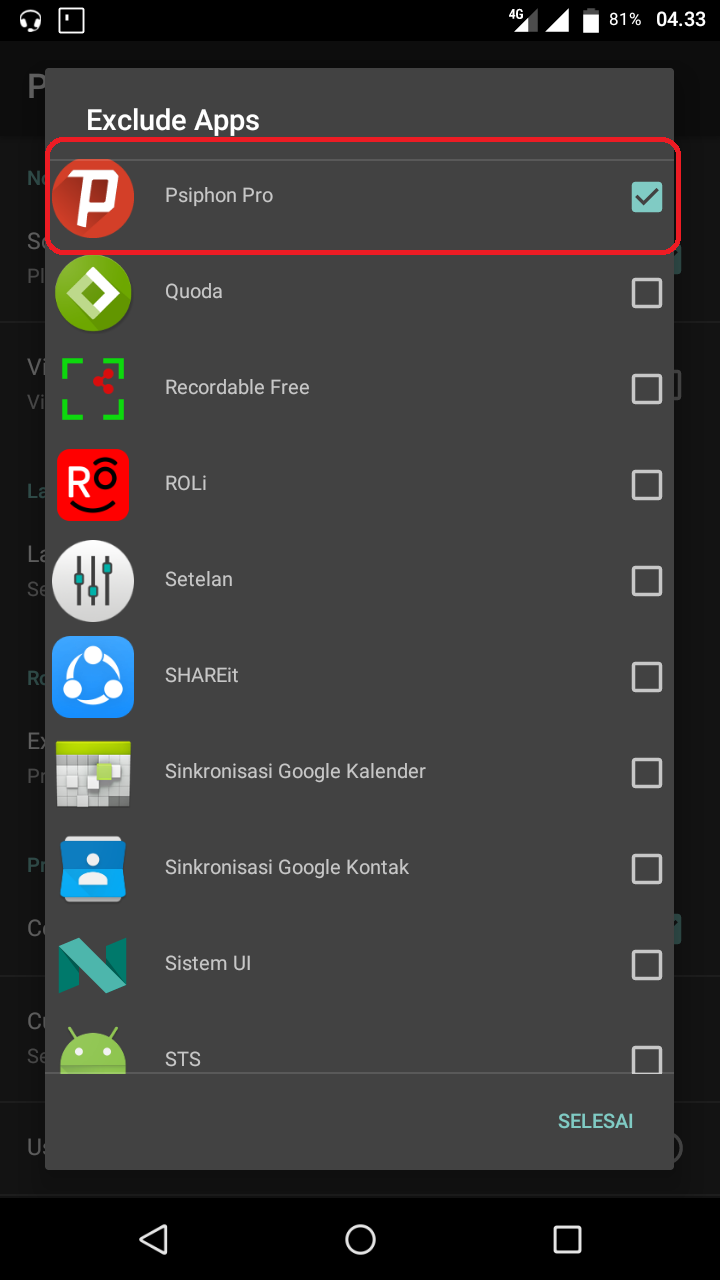 4G 81% 04.33
Exclude Apps
Psiphon Pro
Quoda
Recordable Free
ROLi
Setelan
SHAREit
Sinkronisasi Google Kalender
Sinkronisasi Google Kontak
Sistem UI
STS
SELESAI